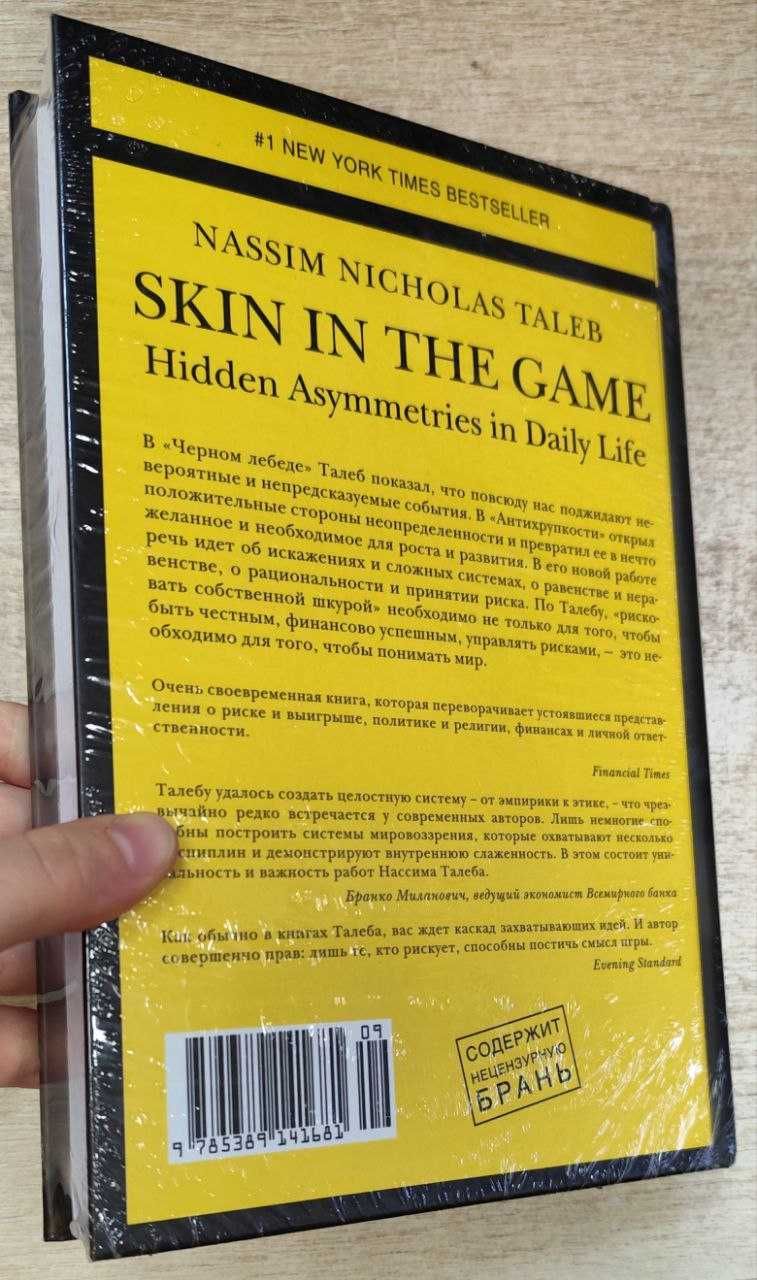 #1 NEW YORK TIMES BESTSELLER
NASSIM NICHOLAS TALEB
SKIN IN THE GAME
Hidden Asymmetries in Daily Life
В «Черном лебеде» Талеб показал, что повсюду нас поджидают не-
вероятные и непредсказуемые события. В «Антихрупкости» открыл
положительные стороны неопределенности и превратил ее в нечто
желанное и необходимое для роста и развития. В его новой работе
речь идет об искажениях и сложных системах, о равенстве и нера-
венстве, о рациональности и принятии риска. По Талебу, «риско-
вать собственной шкурой» необходимо не только для того, чтобы
быть честным, финансово успешным, управлять рисками, – это не-
обходимо для того, чтобы понимать мир.
Очень своевременная книга, которая переворачивает устоявшиеся представ-
ления о риске и выигрыше, политике и религии, финансах и личной ответ-
ственности.
Financial Times
Талебу удалось создать целостную систему – от эмпирики к этике, – что чрез-
вычайно редко встречается у современных авторов. Лишь немногие спо-
бны построить системы мировоззрения, которые охватывают несколько
сциплин и демонстрируют внутреннюю слаженность. В этом состоит уни-
альность и важность работ Нассима Талеба.
Бранко Миланович, ведущий экономист Всемирного банка
Как обычно в книгах Талеба, вас ждет каскад захватывающих идей. И автор
совершенно прав: лишь те, кто рискует, способны постичь смысл игры.
Evening Standard
09
9 785389 141681
СОДЕРЖИТ
НЕЦЕНЗУРНУЮ
БРАНЬ